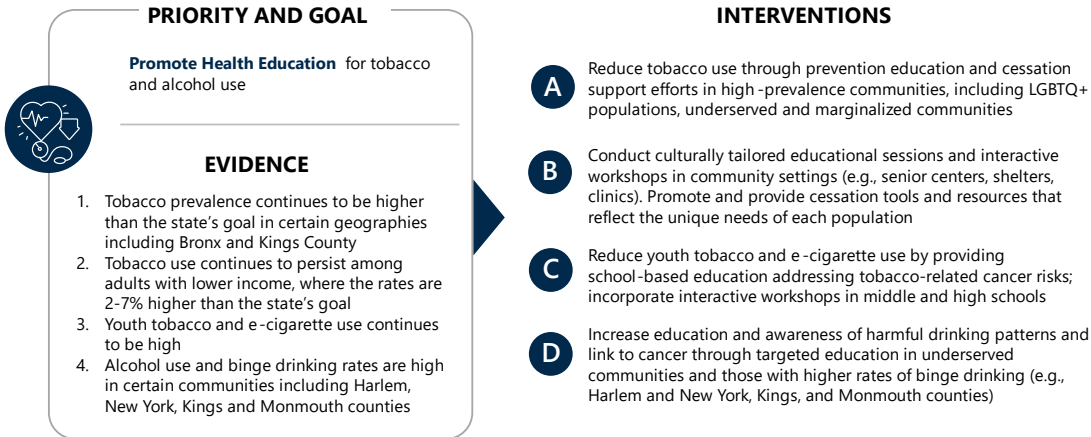 PRIORITY AND GOAL
Promote Health Education for tobacco
and alcohol use
EVIDENCE
1. Tobacco prevalence continues to be higher
than the state's goal in certain geographies
including Bronx and Kings County
2. Tobacco use continues to persist among
adults with lower income, where the rates are
2-7% higher than the state's goal
3. Youth tobacco and e-cigarette use continues
to be high
4. Alcohol use and binge drinking rates are high
in certain communities including Harlem,
New York, Kings and Monmouth counties
INTERVENTIONS
A
Reduce tobacco use through prevention education and cessation
support efforts in high-prevalence communities, including LGBTQ+
populations, underserved and marginalized communities
B
Conduct culturally tailored educational sessions and interactive
workshops in community settings (e.g., senior centers, shelters,
clinics). Promote and provide cessation tools and resources that
reflect the unique needs of each population
C
Reduce youth tobacco and e-cigarette use by providing
school-based education addressing tobacco-related cancer risks;
incorporate interactive workshops in middle and high schools
D
Increase education and awareness of harmful drinking patterns and
link to cancer through targeted education in underserved
communities and those with higher rates of binge drinking (e.g.,
Harlem and New York, Kings, and Monmouth counties)